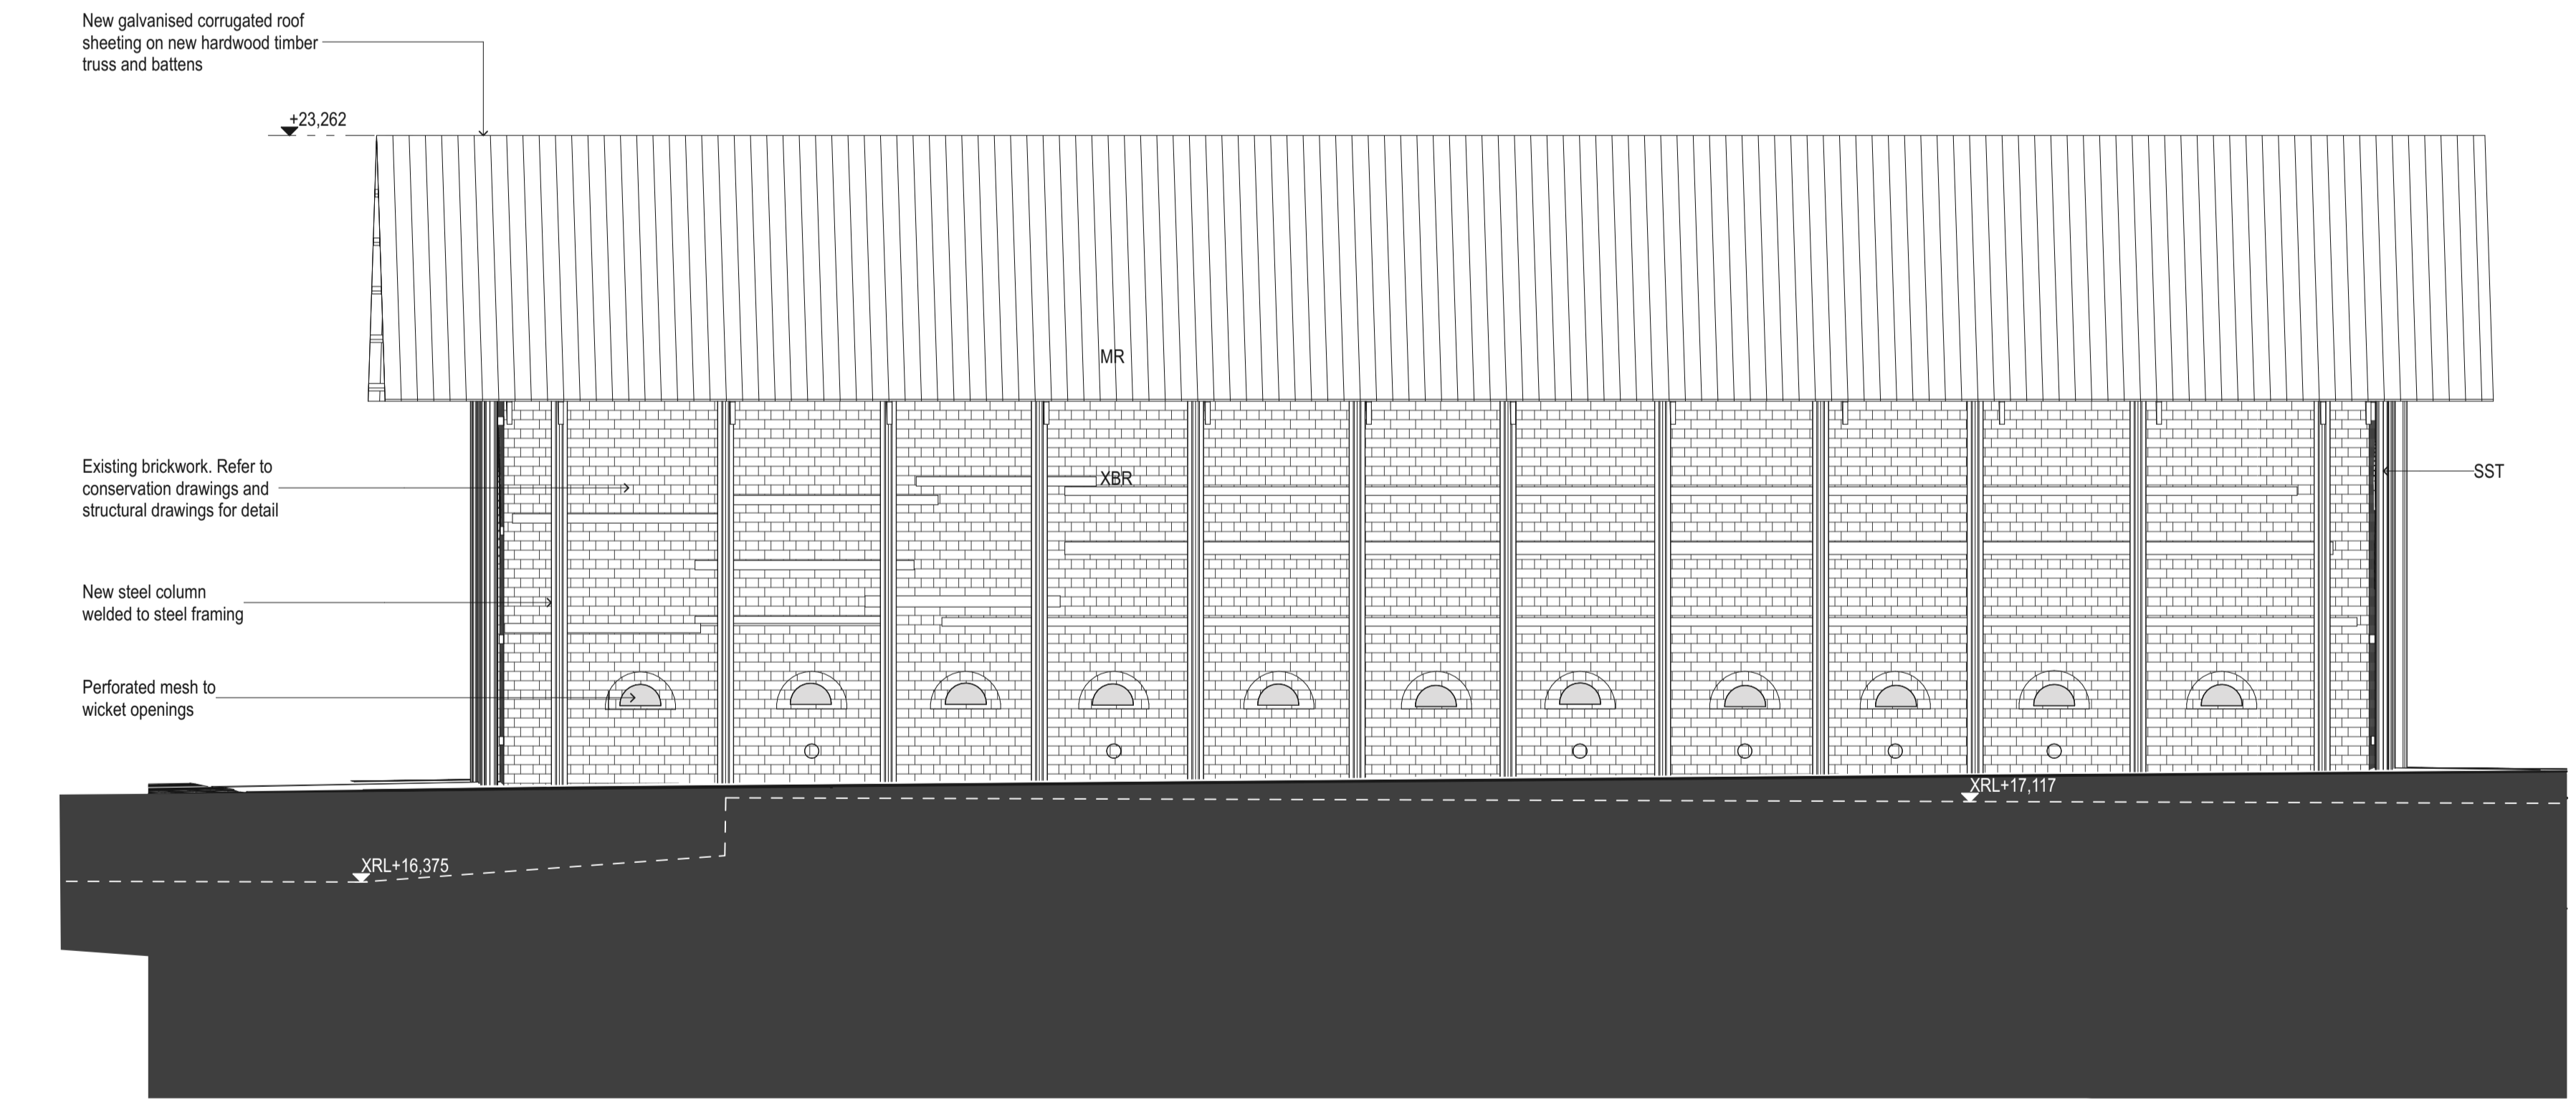 New galvanised corrugated roof
sheeting on new hardwood timber
truss and battens
+23,262
MR
Existing brickwork. Refer to
conservation drawings and
structural drawings for detail
XBR
SST
New steel column
welded to steel framing
Perforated mesh to
wicket openings
XRL+17,117
XRL+16,375